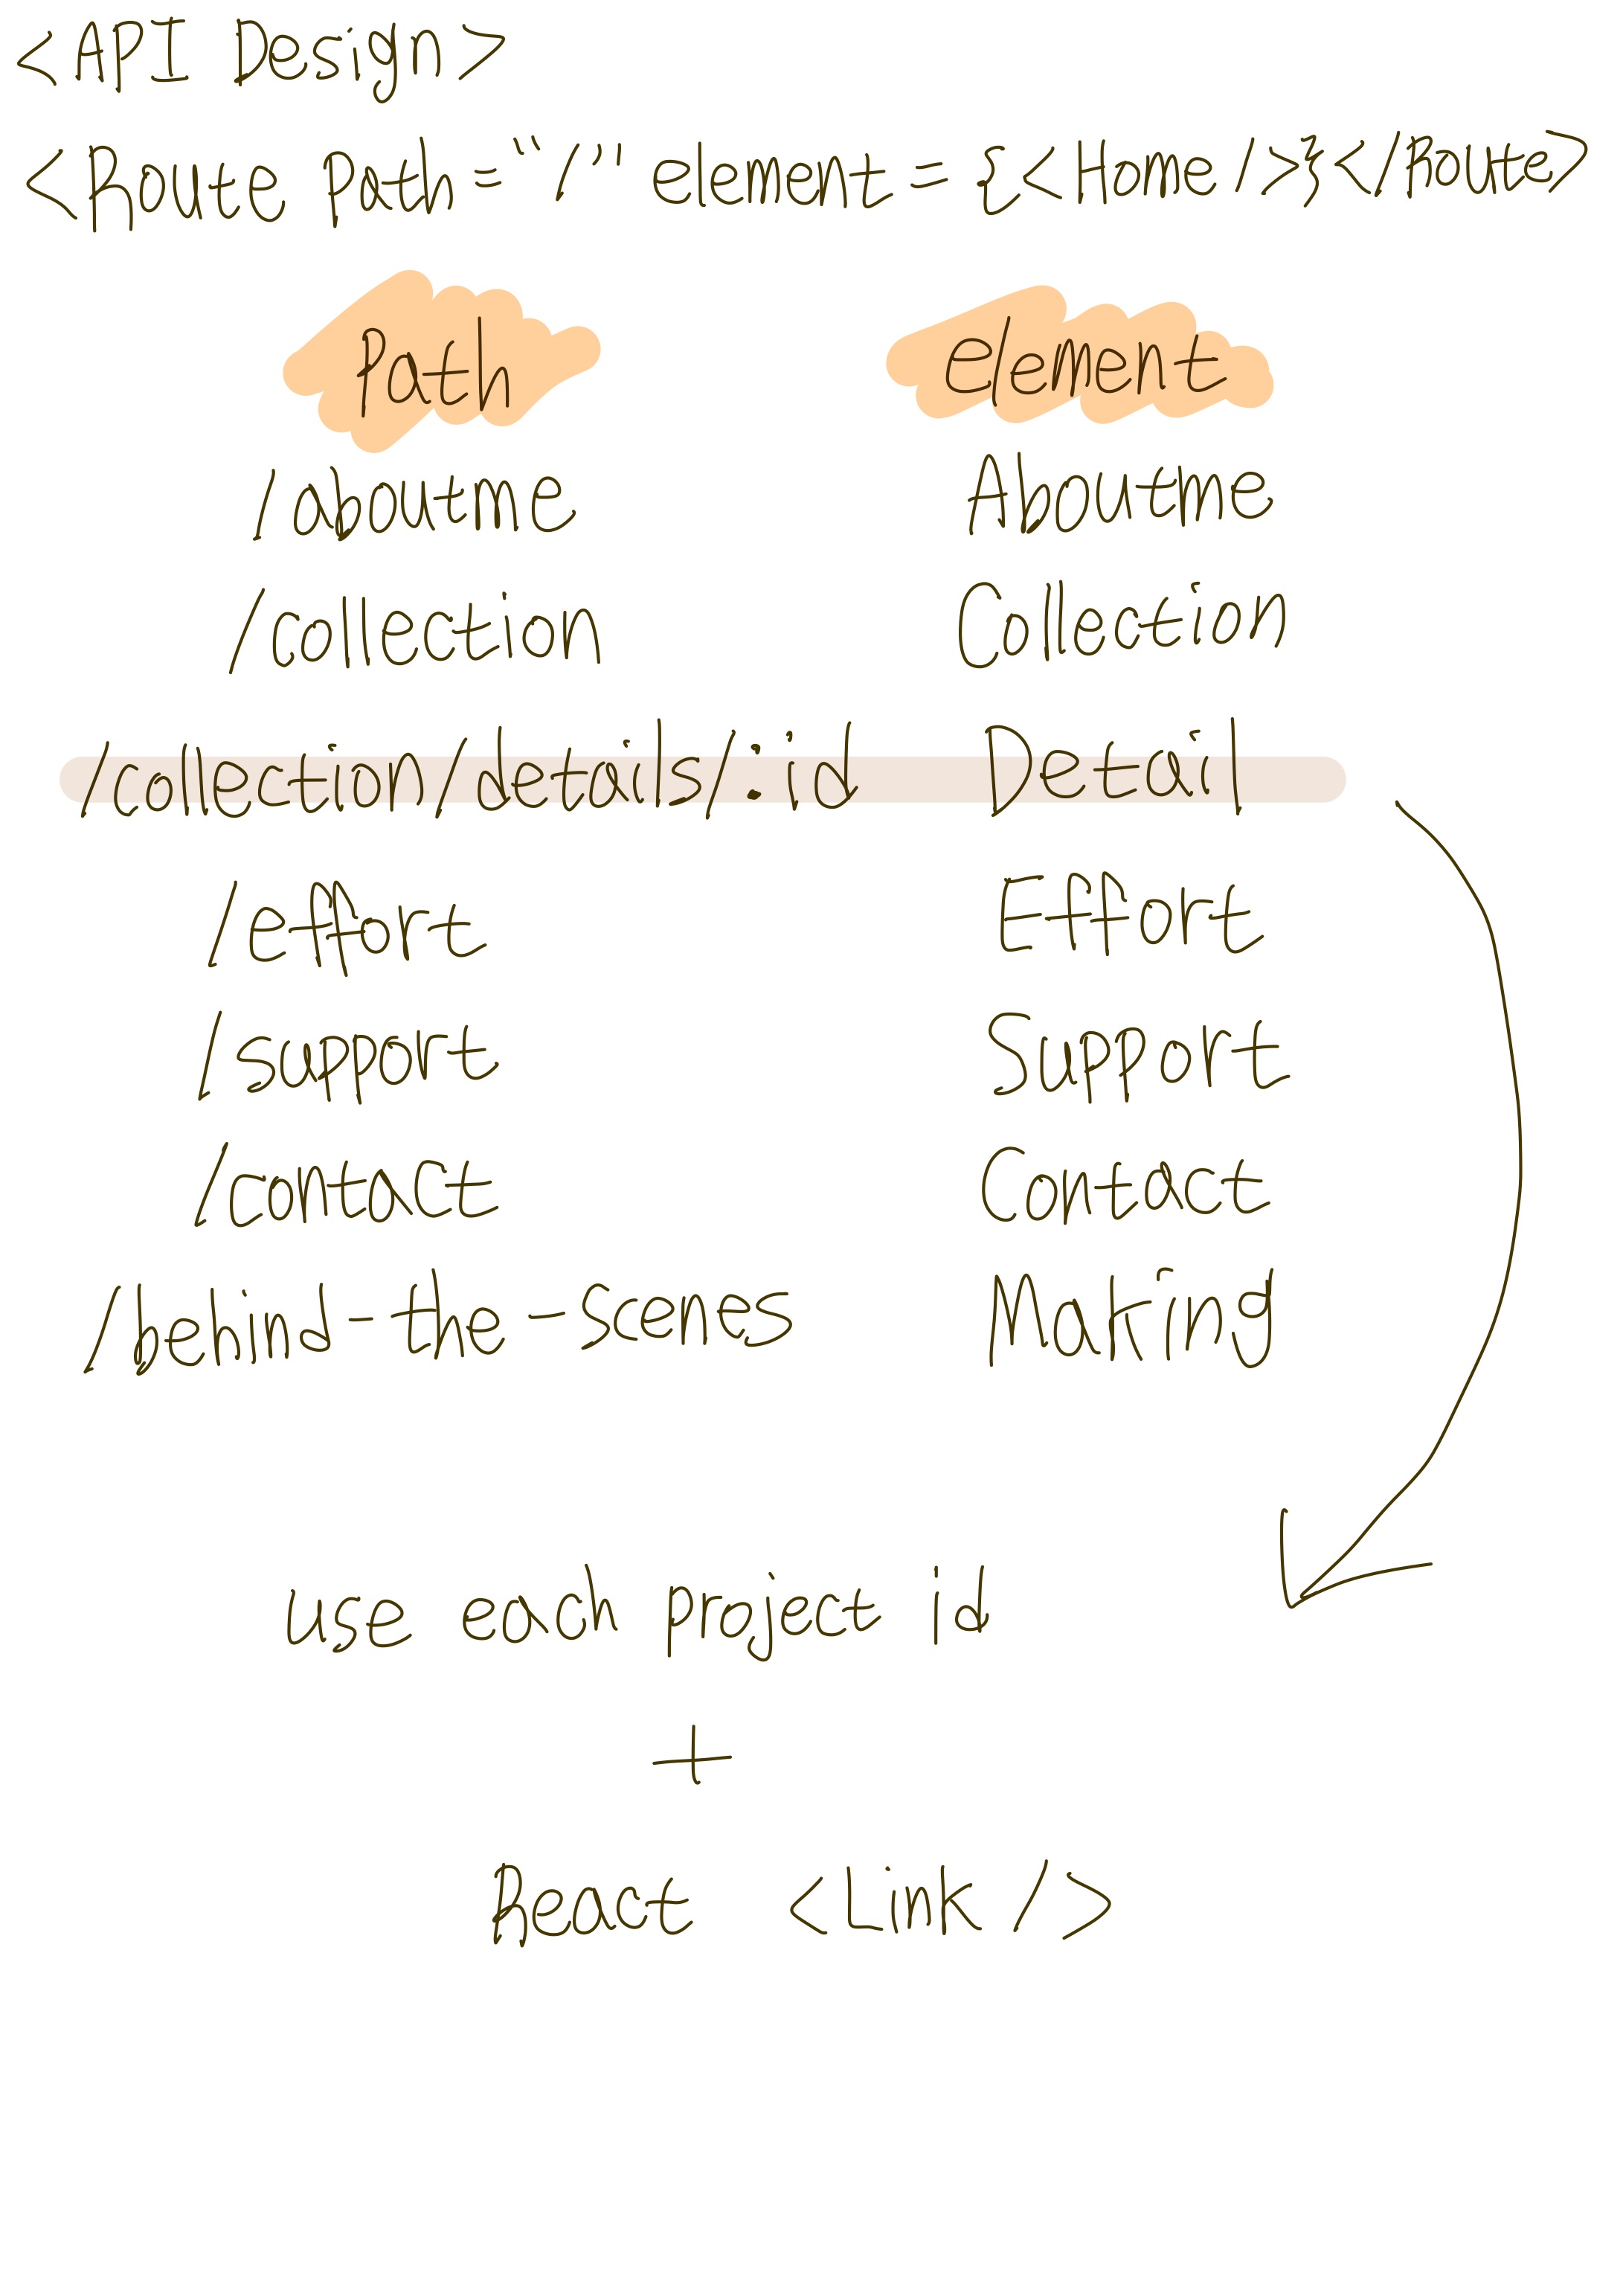 <API Design>
<Route Path="/" element={<Home/>}</Route>
Path element
/aboutme Aboutme
/collection Collection
/collection/details/:id Detail
/effort Effort
/support Support
/contact Contact
/behind-the-scenes Making
use each project id
+
React <Link />